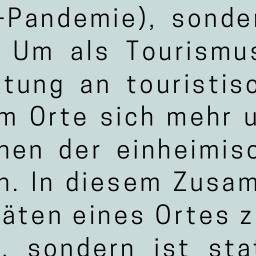 -Pandemie), sonder
Um als Tourismus
tung an touristisc
m Orte sich mehr u
nen der einheimisc
n. In diesem Zusam
täten eines Ortes z
, sondern ist stat